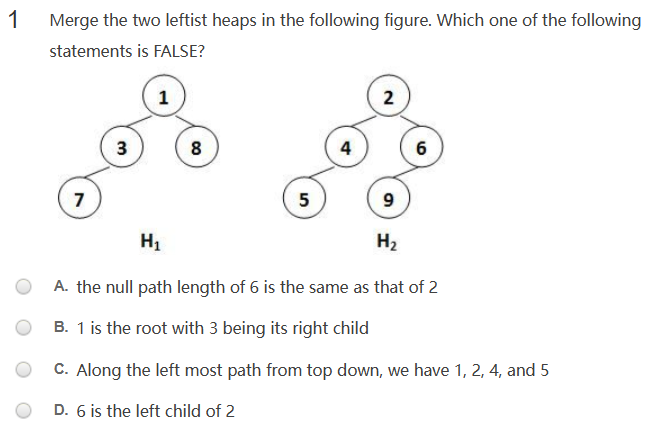 1 Merge the two leftist heaps in the following figure. Which one of the following
statements is FALSE?
1 2
3 8 4 6
7 5 9
H₁ H₂
A. the null path length of 6 is the same as that of 2
B. 1 is the root with 3 being its right child
C. Along the left most path from top down, we have 1, 2, 4, and 5
D. 6 is the left child of 2